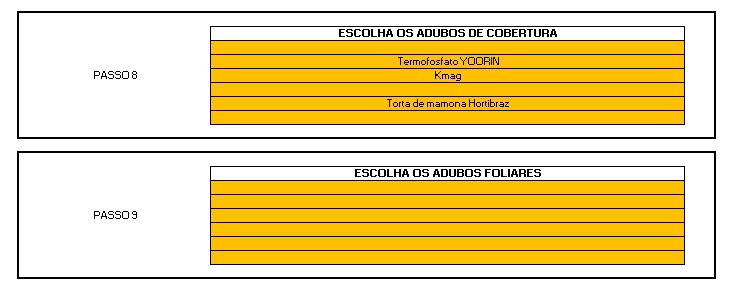 ESCOLHA OS ADUBOS DE COBERTURA
Termofosfato YOORIN
PASSO 8
Kmag
Torta de mamona Hortibraz
ESCOLHA OS ADUBOS FOLIARES
PASSO 9